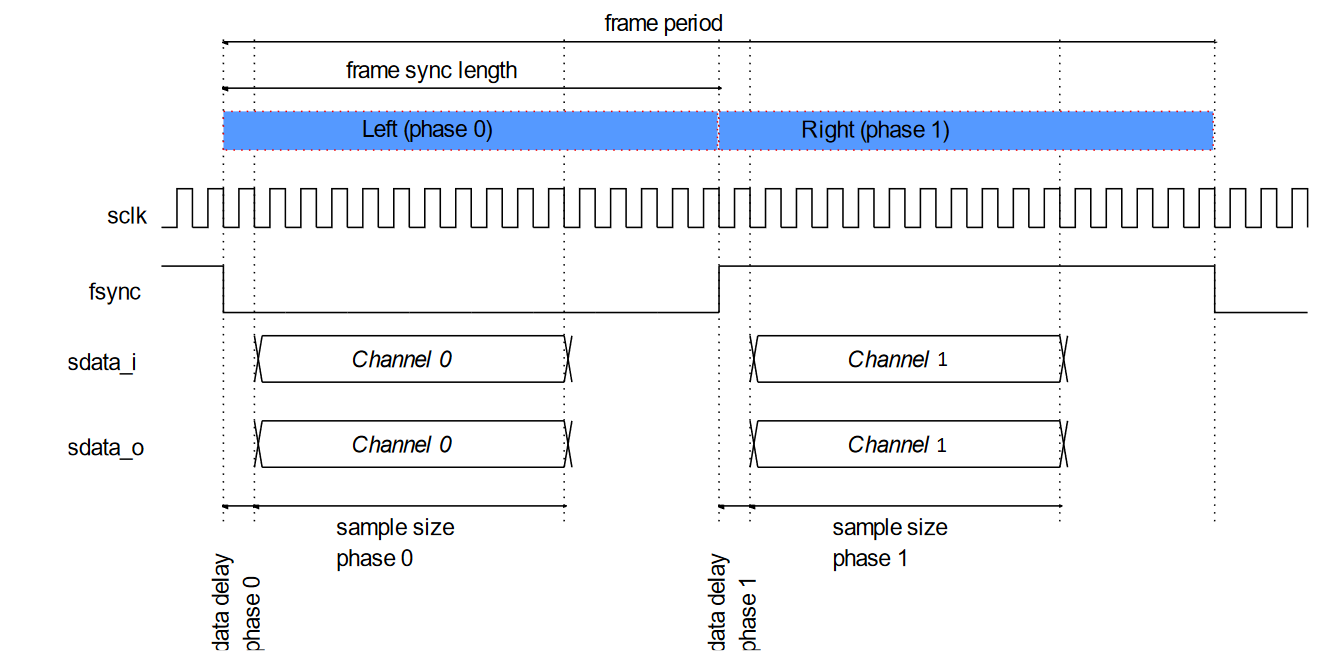 frame period
frame sync length
Left (phase 0)
Right (phase 1)
sclk
fsync
sdata_i
Channel 0
Channel 1
sdata_o
Channel 0
Channel 1
sample size
phase 0
sample size
phase 1
data delay
phase 0
data delay
phase 1